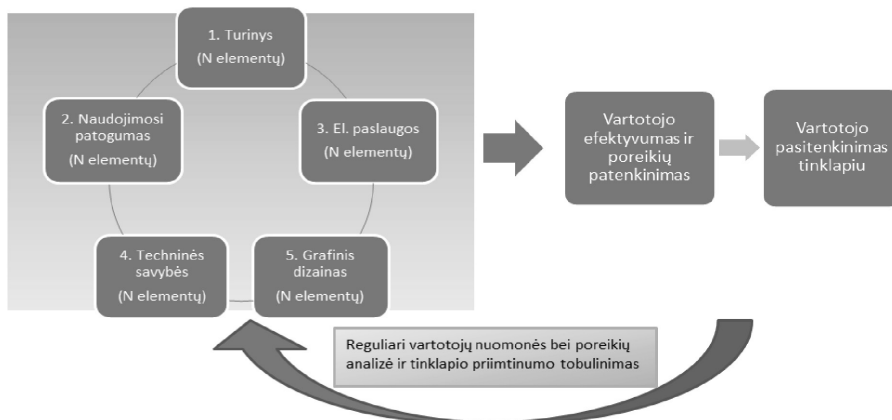 1. Turinys
(N elementų)
2. Naudojimosi
patogumas
(N elementų)
3. El. paslaugos
(N elementų)
4. Techninės
savybės
(N elementų)
5. Grafinis
dizainas
(N elementų)
Vartotojo
efektyvumas ir
poreikių
patenkinimas
Vartotojo
pasitenkinimas
tinklapiu
Reguliari vartotojų nuomonės bei poreikių
analizė ir tinklapio priimtinumo tobulinimas